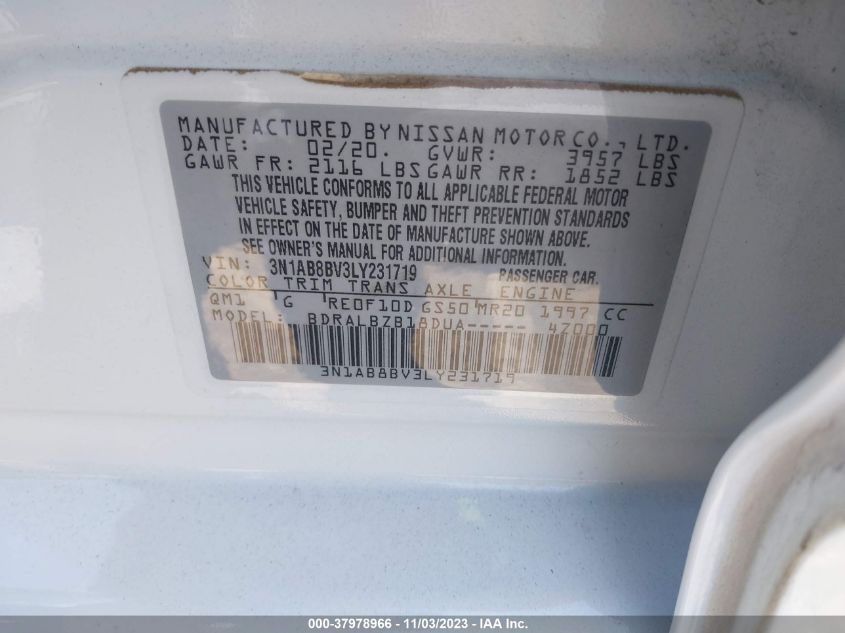 MANUFACTURED BY NISSAN MOTOR CO., LTD.
DATE: 02/20. GVWR: 3957 LBS
GAWR FR: 2116 LBS GAWR RR: 1852 LBS
THIS VEHICLE CONFORMS TO ALL APPLICABLE FEDERAL MOTOR
VEHICLE SAFETY, BUMPER AND THEFT PREVENTION STANDARDS
IN EFFECT ON THE DATE OF MANUFACTURE SHOWN ABOVE.
SEE OWNER'S MANUAL FOR ADDITIONAL INFORMATION.
VIN: 3N1AB8BV3LY231719 PASSENGER CAR.
COLOR TRIM TRANS AXLE ENGINE
QM1 G RE0F10D GS50 MR20 1997 CC
MODEL: BDRALBZB18DUA----- 47000
3N1AB8BV3LY231719
000-37978966 - 11/03/2023 - IAA Inc.